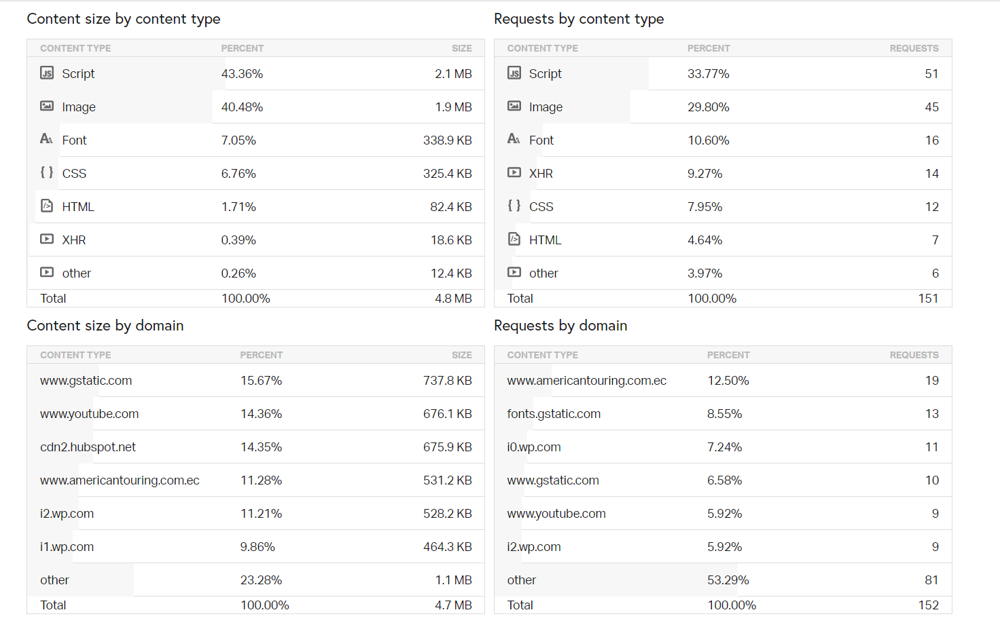 Content size by content type
CONTENT TYPE PERCENT SIZE
JS Script 43.36% 2.1 MB
Image 40.48% 1.9 MB
AA Font 7.05% 338.9 KB
{ } CSS 6.76% 325.4 KB
</> HTML 1.71% 82.4 KB
XHR 0.39% 18.6 KB
other 0.26% 12.4 KB
Total 100.00% 4.8 MB
Requests by content type
CONTENT TYPE PERCENT REQUESTS
JS Script 33.77% 51
Image 29.80% 45
AA Font 10.60% 16
XHR 9.27% 14
{ } CSS 7.95% 12
</> HTML 4.64% 7
other 3.97% 6
Total 100.00% 151
Content size by domain
CONTENT TYPE PERCENT SIZE
www.gstatic.com 15.67% 737.8 KB
www.youtube.com 14.36% 676.1 KB
cdn2.hubspot.net 14.35% 675.9 KB
www.americantouring.com.ec 11.28% 531.2 KB
i2.wp.com 11.21% 528.2 KB
i1.wp.com 9.86% 464.3 KB
other 23.28% 1.1 MB
Total 100.00% 4.7 MB
Requests by domain
CONTENT TYPE PERCENT REQUESTS
www.americantouring.com.ec 12.50% 19
fonts.gstatic.com 8.55% 13
i0.wp.com 7.24% 11
www.gstatic.com 6.58% 10
www.youtube.com 5.92% 9
i2.wp.com 5.92% 9
other 53.29% 81
Total 100.00% 152